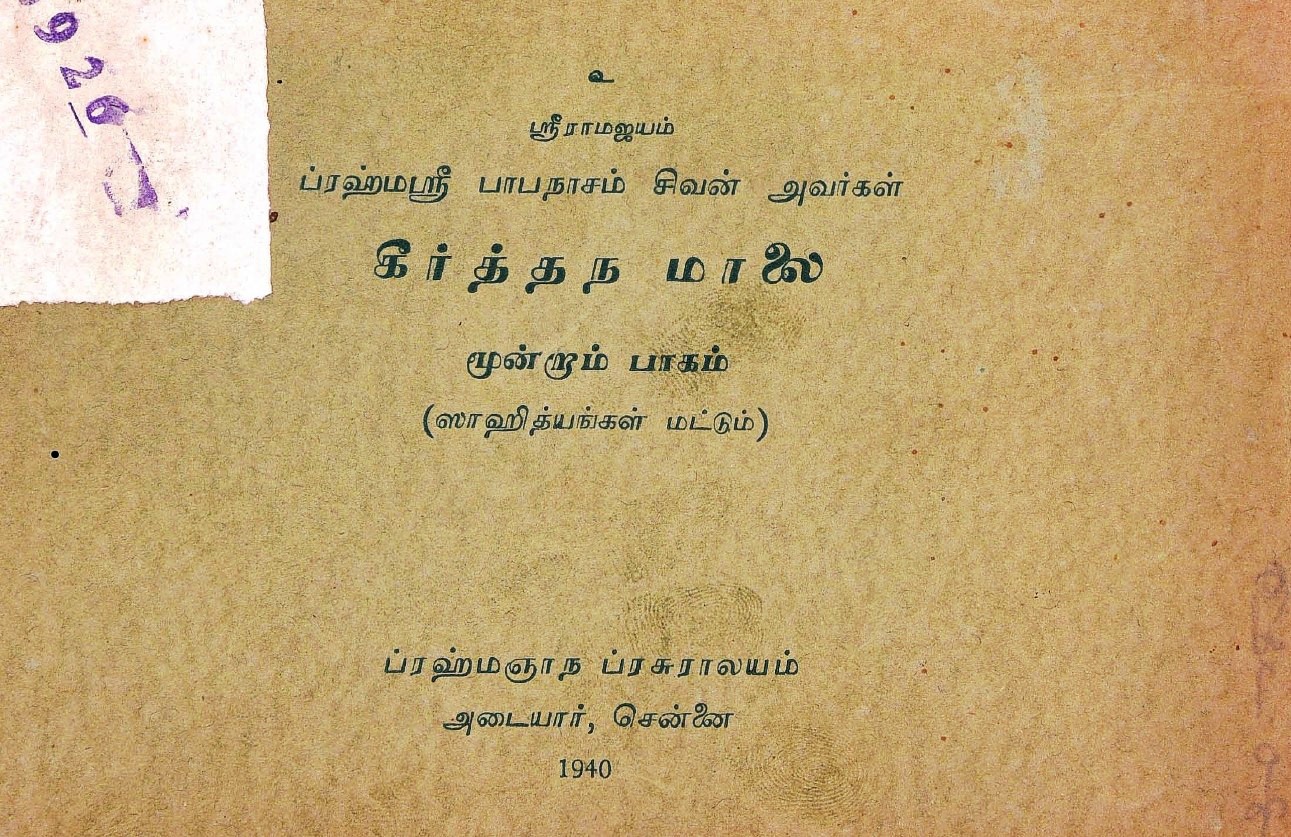 926
உ
ஸ்ரீராமஜயம்
ப்ரஹ்மஸ்ரீ பாபநாசம் சிவன் அவர்கள்
கீர்த்தந மாலை
மூன்றாம் பாகம்
(ஸாஹித்யங்கள் மட்டும்)
ப்ரஹ்மஞாந ப்ரசுராலயம்
அடையார், சென்னை
1940